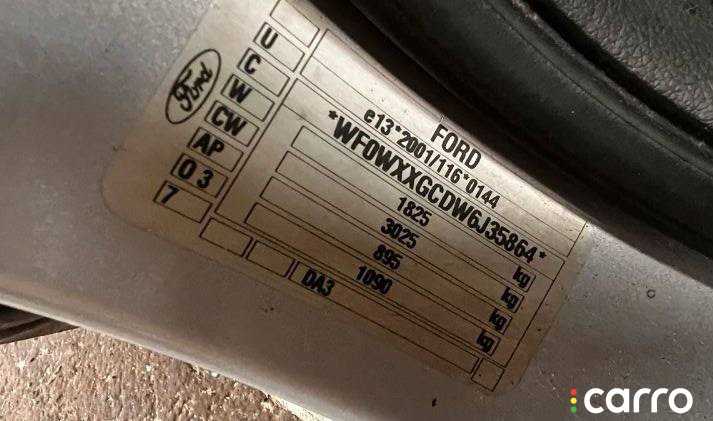 Ford
U
C
W
CW
AP
0 3
7
FORD
e13*2001/116*0144
*WF0WXXGCDW6J35864*
1825 kg
3025 kg
895 kg
1090 kg
DA3
carro